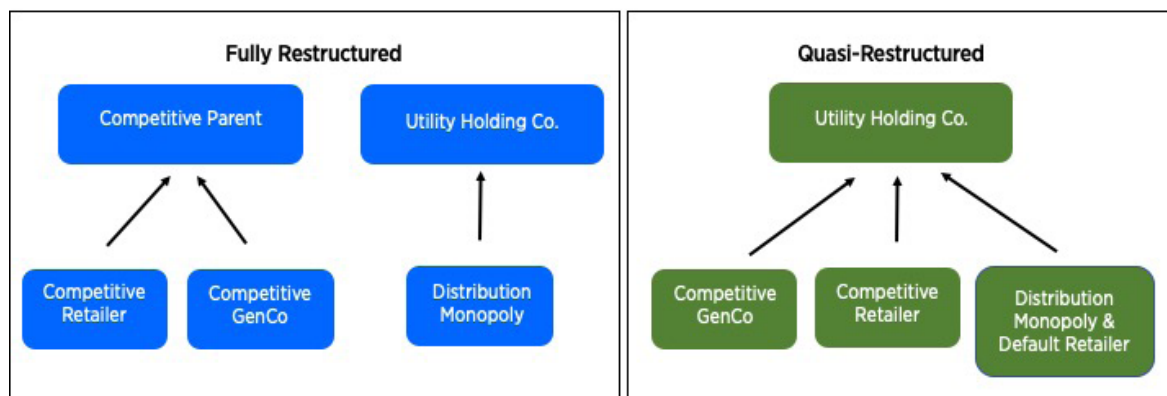 Fully Restructured
Competitive Parent
Utility Holding Co.
Competitive
Retailer
Competitive
GenCo
Distribution
Monopoly
Quasi-Restructured
Utility Holding Co.
Competitive
GenCo
Competitive
Retailer
Distribution
Monopoly &
Default Retailer